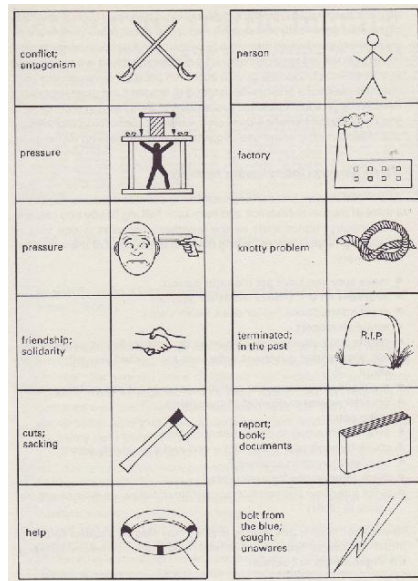 conflict;
antagonism
pressure
pressure
friendship;
solidarity
cuts;
sacking
help
person
factory
knotty problem
terminated;
in the past
R.I.P.
report;
book;
documents
bolt from
the blue;
caught
unawares